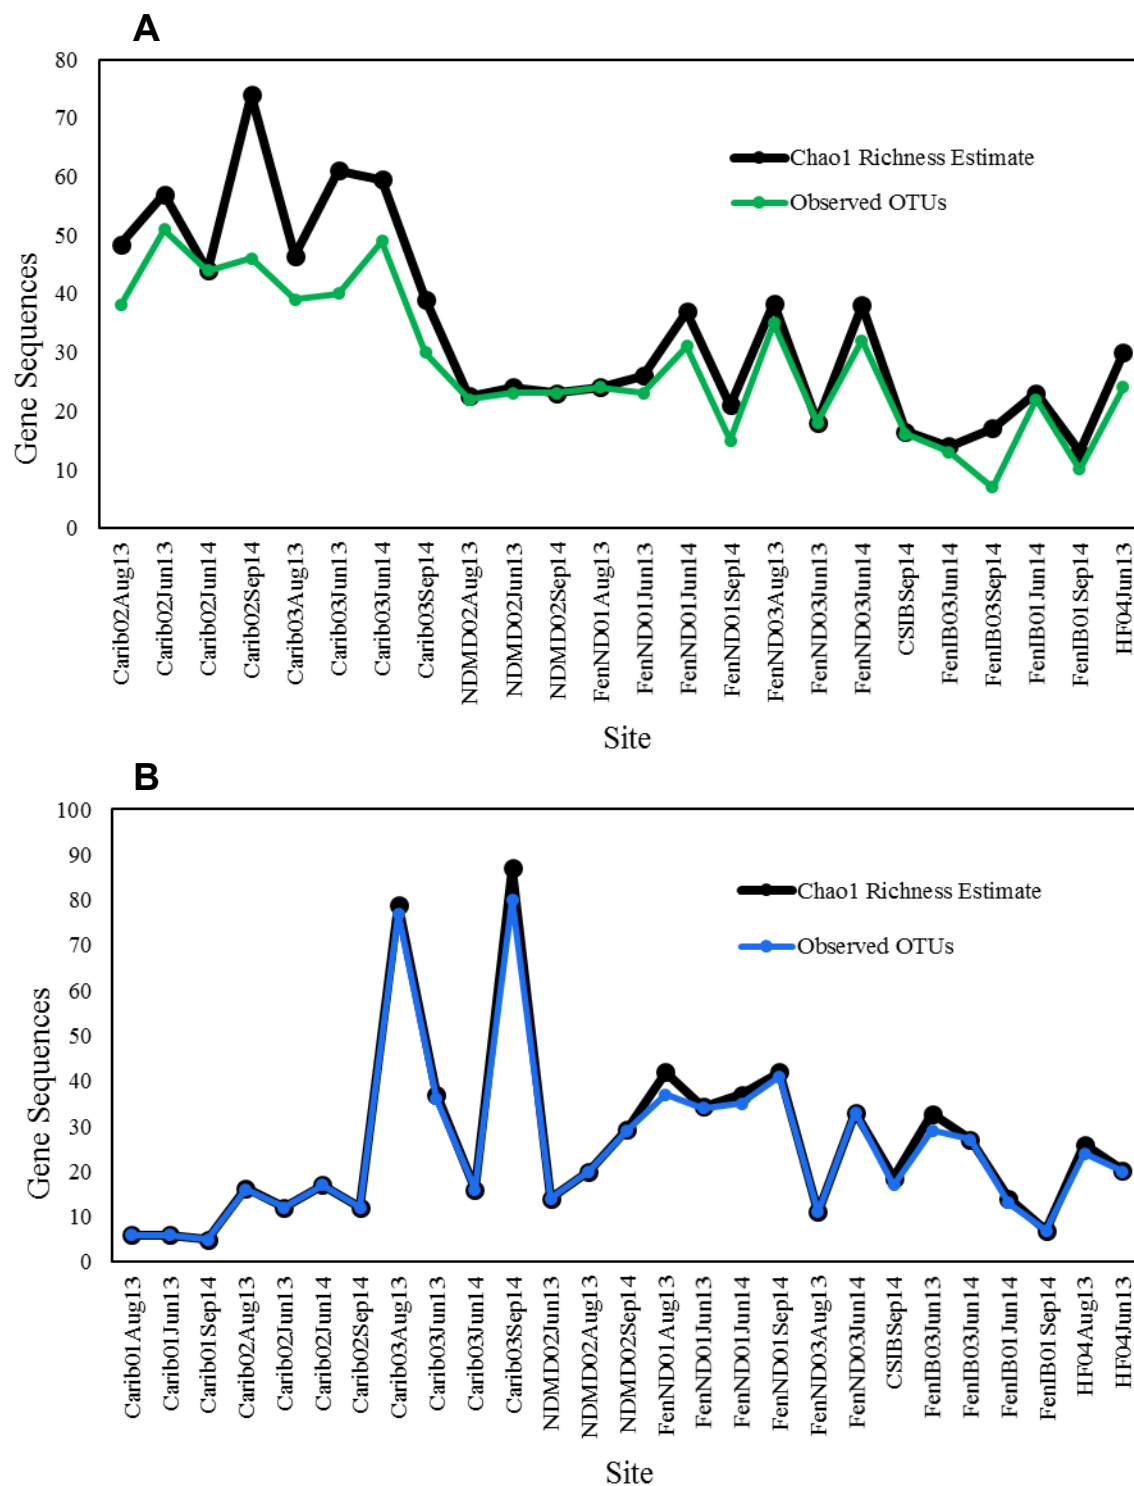 A
80
70
60
50
40
30
20
10
0
Gene Sequences
Chao1 Richness Estimate
Observed OTUs
Carib02Aug13
Carib02Jun13
Carib02Jun14
Carib02Sep14
Carib03Aug13
Carib03Jun13
Carib03Jun14
Carib03Sep14
NDMD02Aug13
NDMD02Jun13
NDMD02Sep14
FenND01Aug13
FenND01Jun13
FenND01Jun14
FenND01Sep14
FenND03Aug13
FenND03Jun13
FenND03Jun14
CSIBSep14
FenIB03Jun14
FenIB03Sep14
FenIB01Jun14
FenIB01Sep14
HF04Jun13
Site
B
100
90
80
70
60
50
40
30
20
10
0
Gene Sequences
Chao1 Richness Estimate
Observed OTUs
Carib01Aug13
Carib01Jun13
Carib01Sep14
Carib02Aug13
Carib02Jun13
Carib02Jun14
Carib02Sep14
Carib03Aug13
Carib03Jun13
Carib03Jun14
Carib03Sep14
NDMD02Jun13
NDMD02Aug13
NDMD02Sep14
FenND01Aug13
FenND01Jun13
FenND01Jun14
FenND01Sep14
FenND03Aug13
FenND03Jun14
CSIBSep14
FenIB03Jun13
FenIB03Jun14
FenIB01Jun14
FenIB01Sep14
HF04Aug13
HF04Jun13
Site